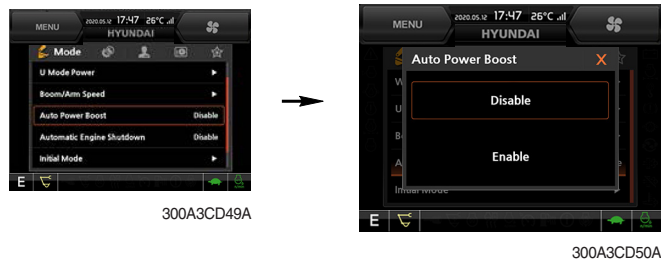 MENU
2020.05.12 17:47 26°C
HYUNDAI
Mode
U Mode Power
Boom/Arm Speed
Auto Power Boost Disable
Automatic Engine Shutdown Disable
Initial Mode
E
300A3CD49A
MENU
2020.05.12 17:47 26°C
HYUNDAI
Auto Power Boost X
Disable
Enable
W
U
B
A e
Initial Mode
E
300A3CD50A